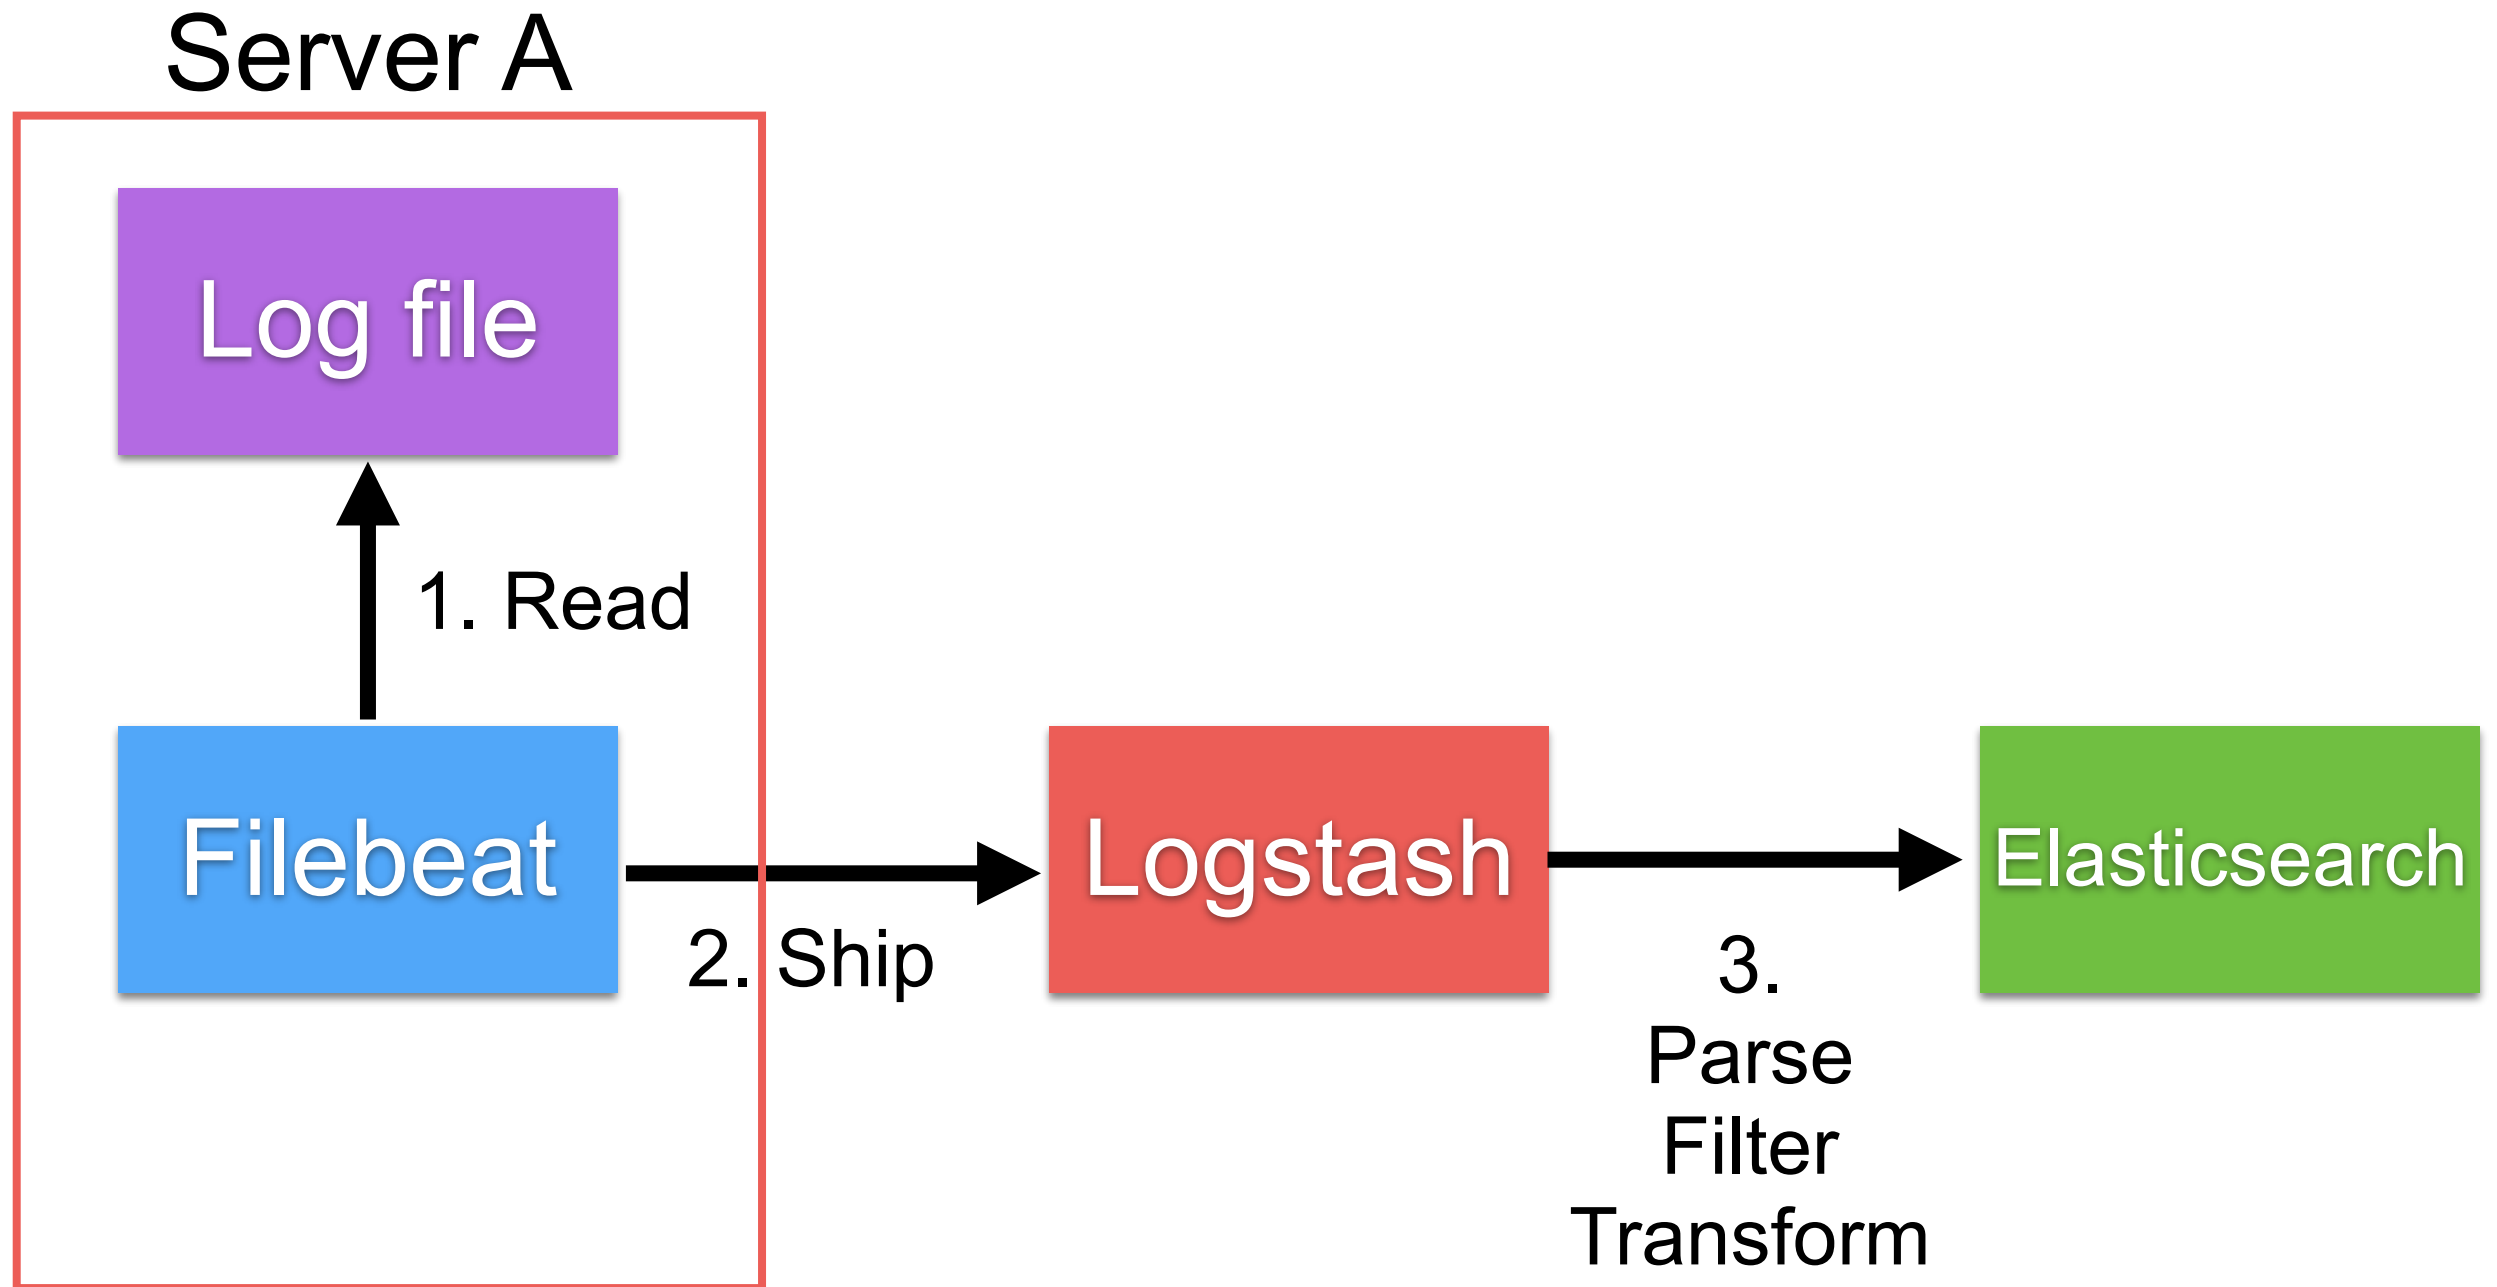 Server A
Log file
1. Read
Filebeat
2. Ship
Logstash
3.
Parse
Filter
Transform
Elasticsearch